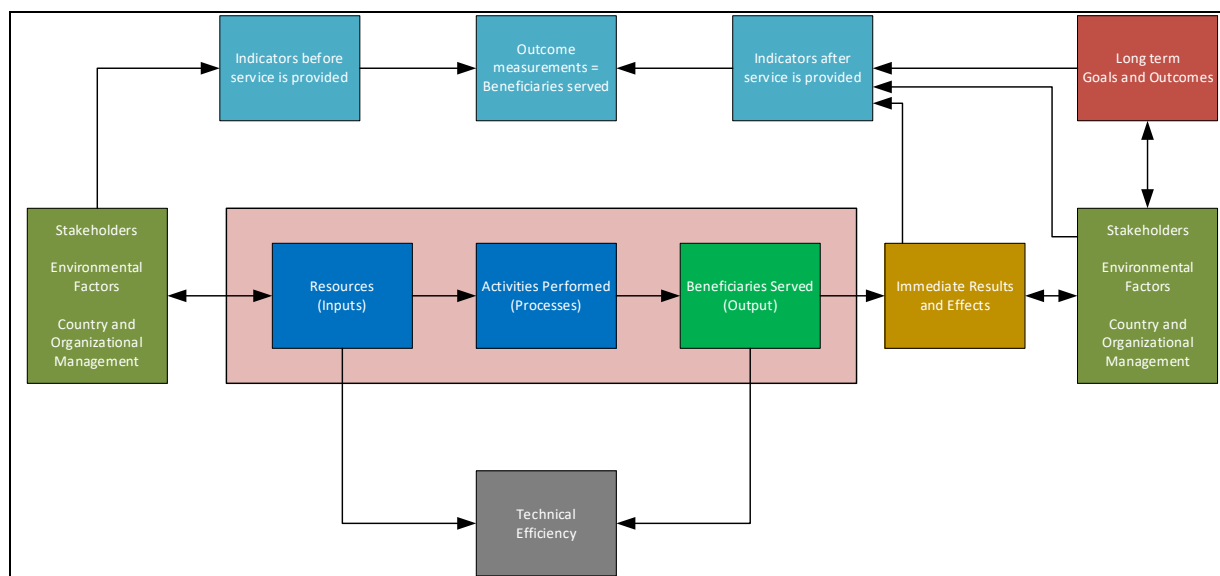 Indicators before
service is provided
Outcome
measurements =
Beneficiaries served
Indicators after
service is provided
Long term
Goals and Outcomes
Stakeholders
Environmental
Factors
Country and
Organizational
Management
Resources
(Inputs)
Activities Performed
(Processes)
Beneficiaries Served
(Output)
Immediate Results
and Effects
Stakeholders
Environmental
Factors
Country and
Organizational
Management
Technical
Efficiency